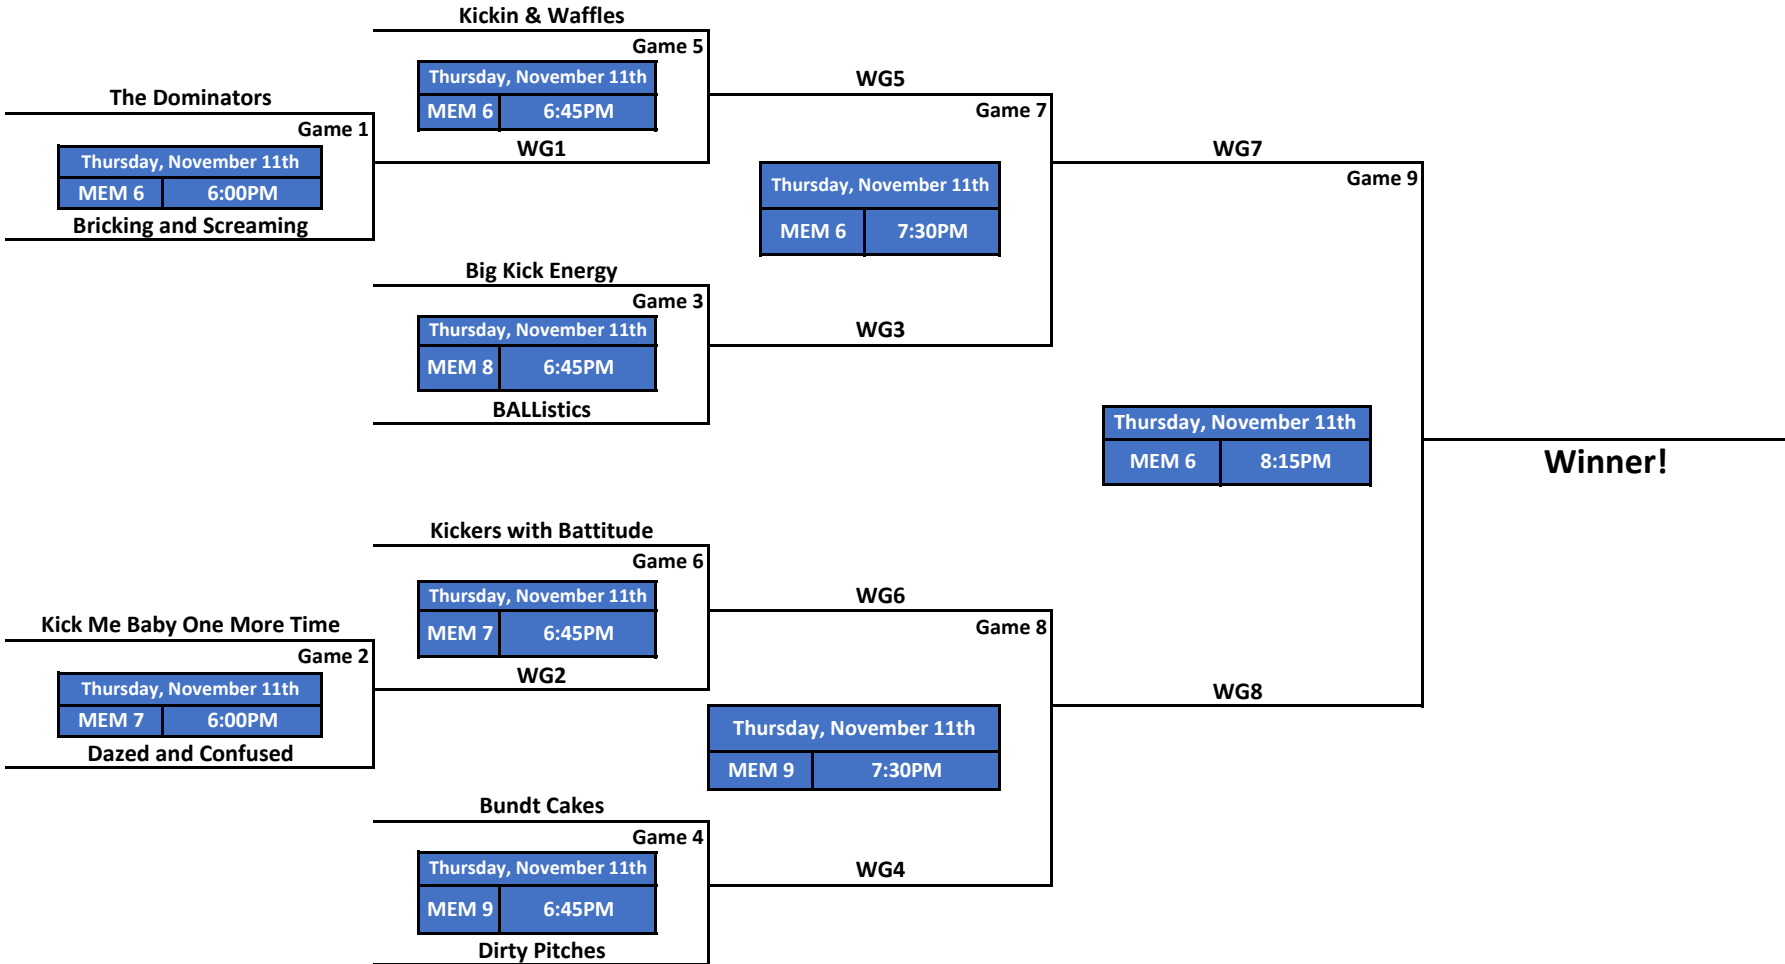 Kickin & Waffles
Game 5
Thursday, November 11th
MEM 6 6:45PM
WG1
The Dominators
Game 1
Thursday, November 11th
MEM 6 6:00PM
Bricking and Screaming
WG5
Game 7
Thursday, November 11th
MEM 6 7:30PM
Big Kick Energy
Game 3
Thursday, November 11th
MEM 8 6:45PM
BALListics
WG3
WG7
Game 9
Thursday, November 11th
MEM 6 8:15PM
Winner!
Kickers with Battitude
Game 6
Thursday, November 11th
MEM 7 6:45PM
WG2
Kick Me Baby One More Time
Game 2
Thursday, November 11th
MEM 7 6:00PM
Dazed and Confused
WG6
Game 8
Thursday, November 11th
MEM 9 7:30PM
WG8
Bundt Cakes
Game 4
Thursday, November 11th
MEM 9 6:45PM
Dirty Pitches
WG4